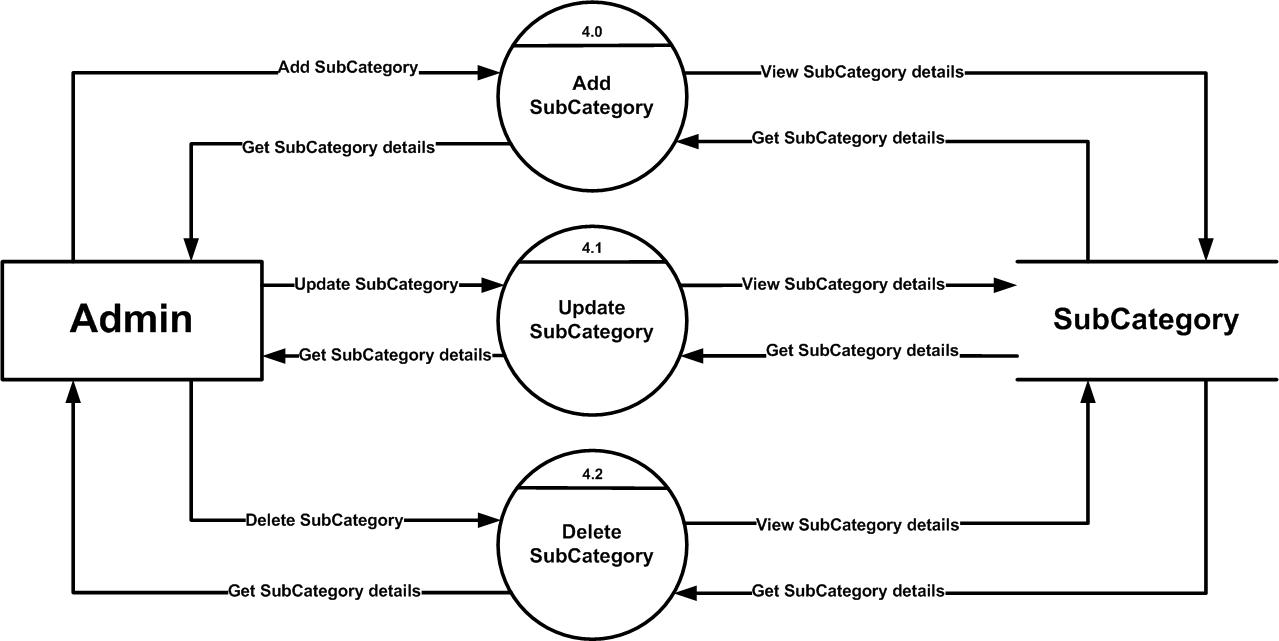 4.0
Add SubCategory
Add
SubCategory
View SubCategory details
Get SubCategory details
Get SubCategory details
4.1
Update SubCategory
Update
SubCategory
View SubCategory details
Admin
SubCategory
Get SubCategory details
Get SubCategory details
4.2
Delete SubCategory
Delete
SubCategory
View SubCategory details
Get SubCategory details
Get SubCategory details